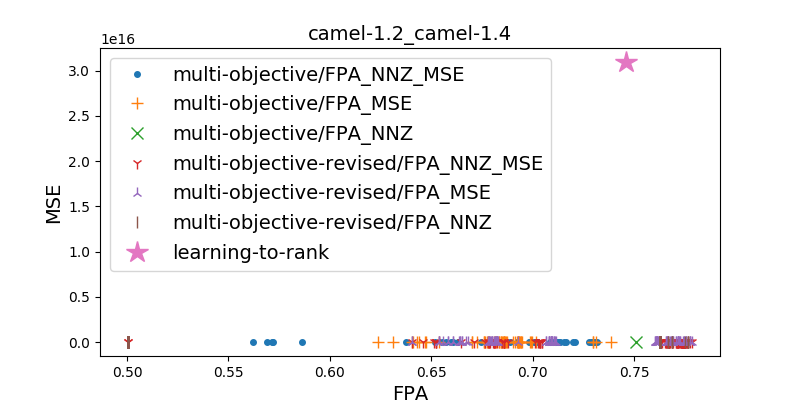 camel-1.2_camel-1.4
1e16
3.0
2.5
2.0
1.5
1.0
0.5
0.0
MSE
multi-objective/FPA_NNZ_MSE
multi-objective/FPA_MSE
multi-objective/FPA_NNZ
multi-objective-revised/FPA_NNZ_MSE
multi-objective-revised/FPA_MSE
multi-objective-revised/FPA_NNZ
learning-to-rank
0.50 0.55 0.60 0.65 0.70 0.75
FPA